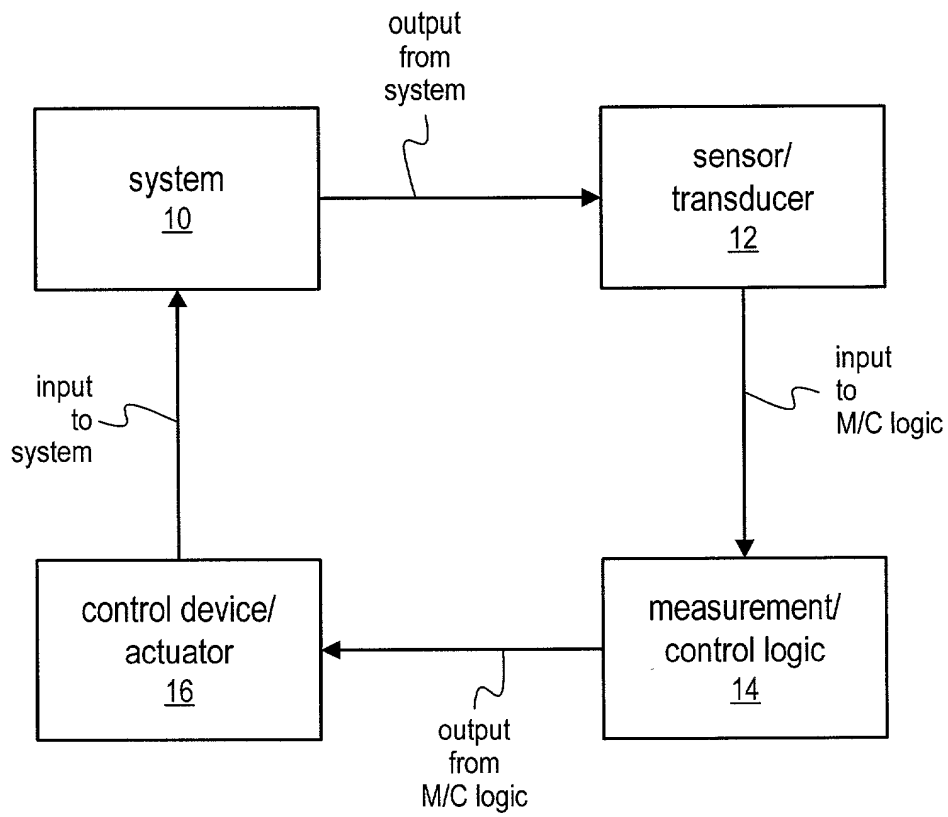 output
from
system
system
10
sensor/
transducer
12
input
to
system
input
to
M/C logic
control device/
actuator
16
measurement/
control logic
14
output
from
M/C logic